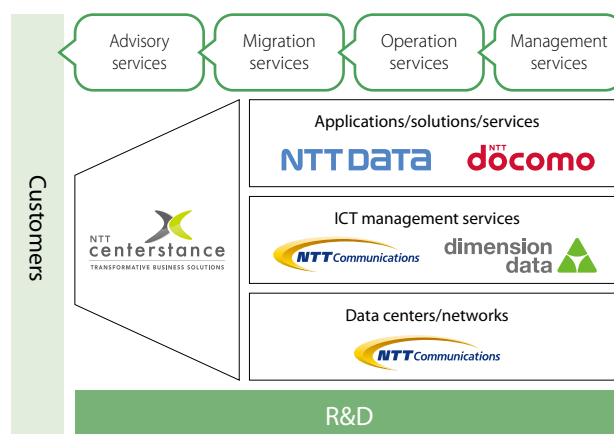 Advisory
services
Migration
services
Operation
services
Management
services
Customers
Applications/solutions/services
NTT DATA
NTT
döcomo
NTT
centerstance
TRANSFORMATIVE BUSINESS SOLUTIONS
ICT management services
NTT Communications
dimension
data
Data centers/networks
NTT Communications
R&D